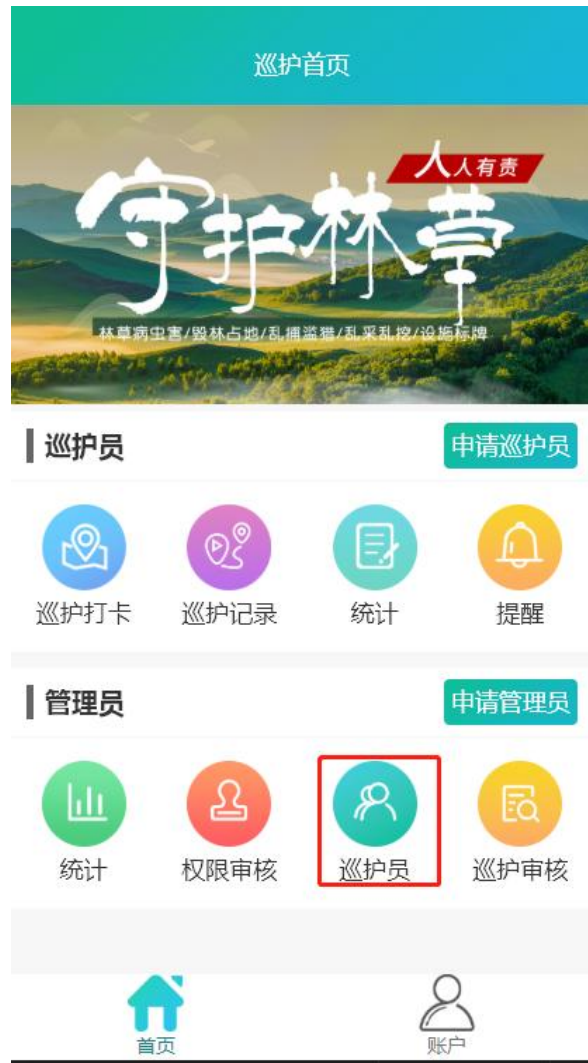 巡护首页
人人有责
守护林草
林草病虫害/毁林占地/乱捕滥猎/乱采乱挖/设施标牌
巡护员
申请巡护员
巡护打卡 巡护记录 统计 提醒
管理员
申请管理员
统计 权限审核 巡护员 巡护审核
首页 账户